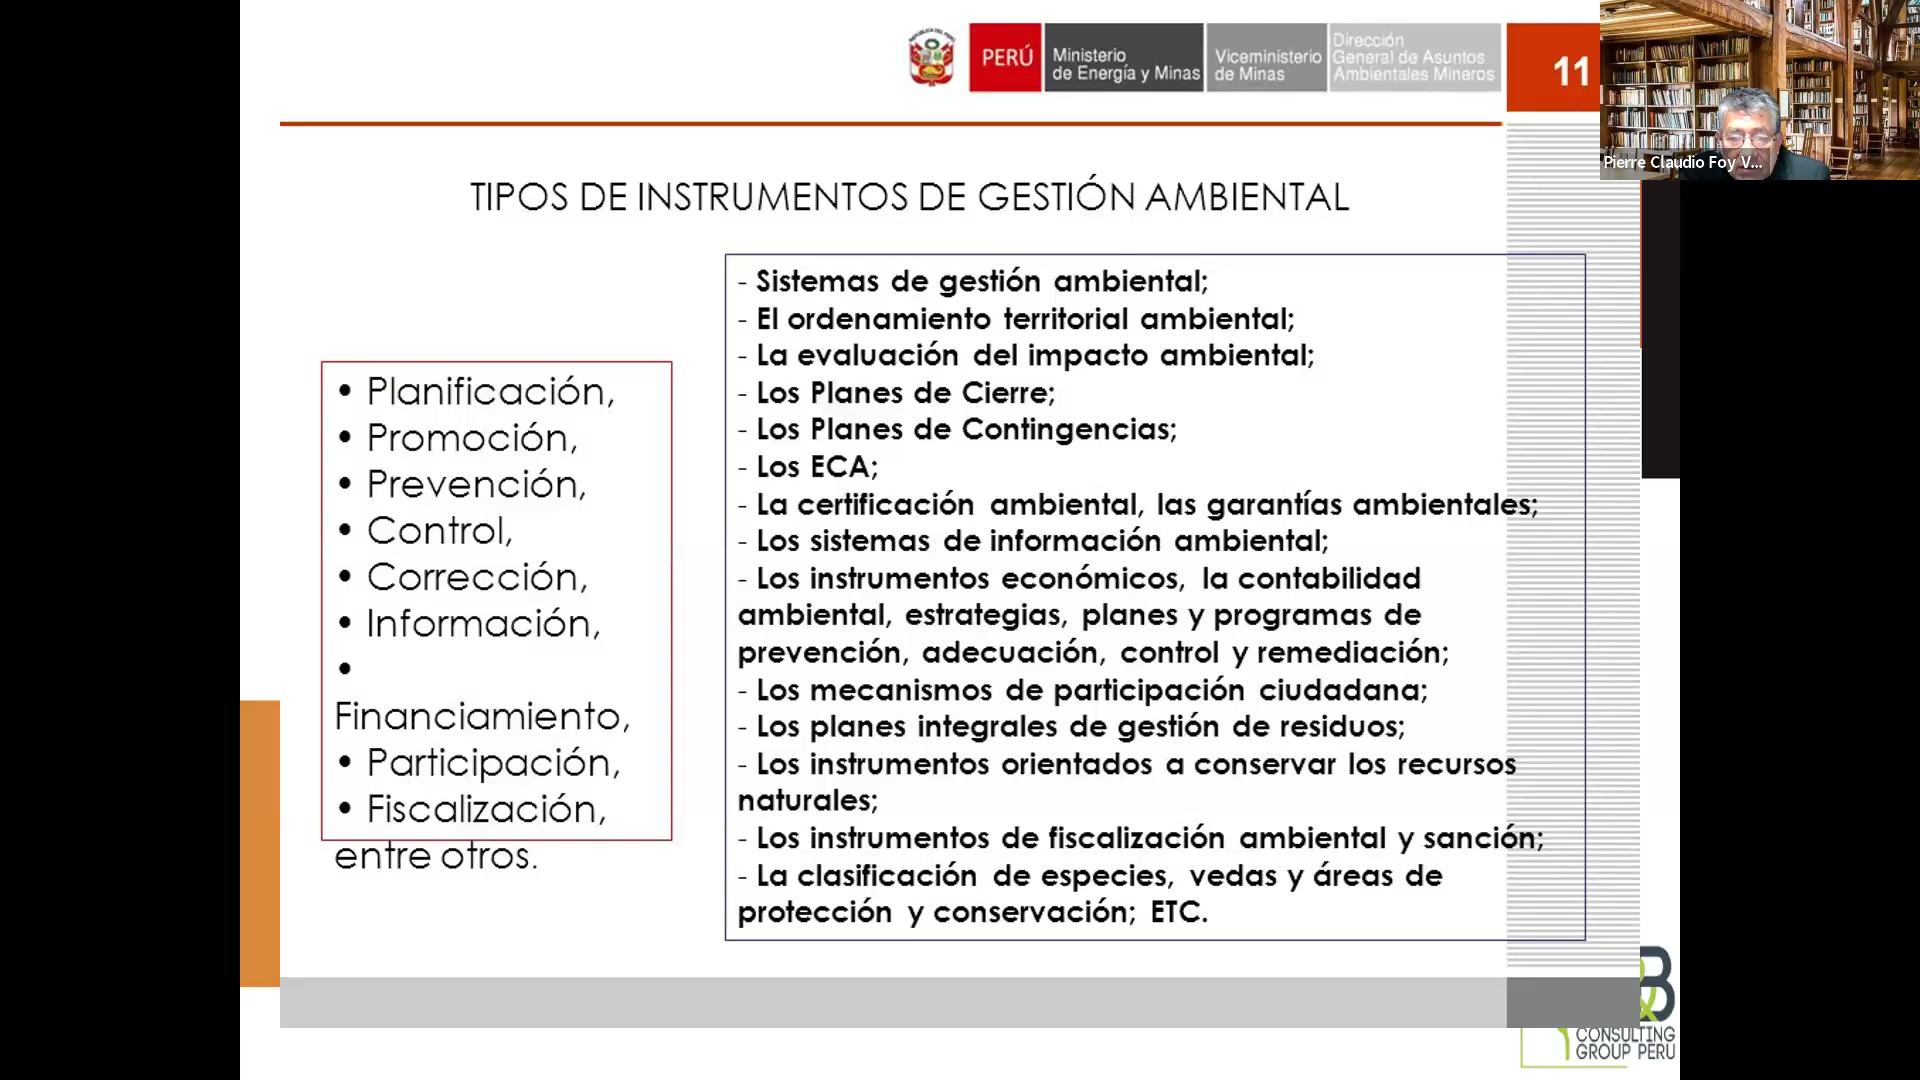 PERÚ
Ministerio
de Energía y Minas
Viceministerio
de Minas
Dirección
General de Asuntos
Ambientales Mineros
11
Pierre Claudio Foy V...
TIPOS DE INSTRUMENTOS DE GESTIÓN AMBIENTAL
• Planificación,
• Promoción,
• Prevención,
• Control,
• Corrección,
• Información,
•
Financiamiento,
• Participación,
• Fiscalización,
entre otros.
- Sistemas de gestión ambiental;
- El ordenamiento territorial ambiental;
- La evaluación del impacto ambiental;
- Los Planes de Cierre;
- Los Planes de Contingencias;
- Los ECA;
- La certificación ambiental, las garantías ambientales;
- Los sistemas de información ambiental;
- Los instrumentos económicos, la contabilidad
ambiental, estrategias, planes y programas de
prevención, adecuación, control y remediación;
- Los mecanismos de participación ciudadana;
- Los planes integrales de gestión de residuos;
- Los instrumentos orientados a conservar los recursos
naturales;
- Los instrumentos de fiscalización ambiental y sanción;
- La clasificación de especies, vedas y áreas de
protección y conservación; ETC.
B
CONSULTING
GROUP PERU